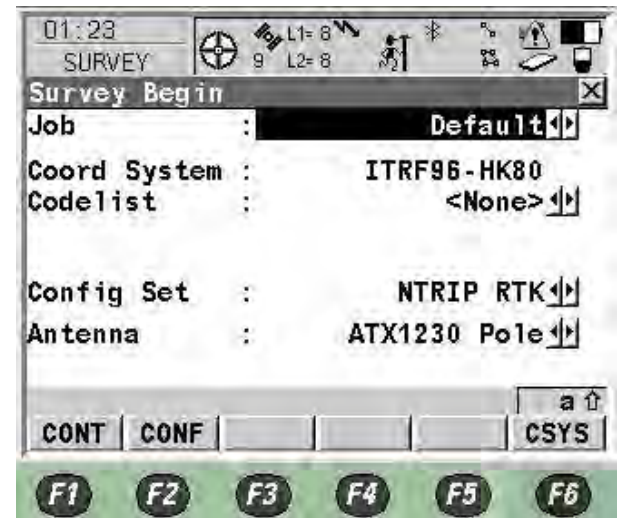 01:23
SURVEY
9
L1= 8
L2= 8
Survey Begin
Job : Default
Coord System : ITRF96-HK80
Codelist : <None>
Config Set : NTRIP RTK
Antenna : ATX1230 Pole
a
CONT CONF CSYS
F1 F2 F3 F4 F5 F6